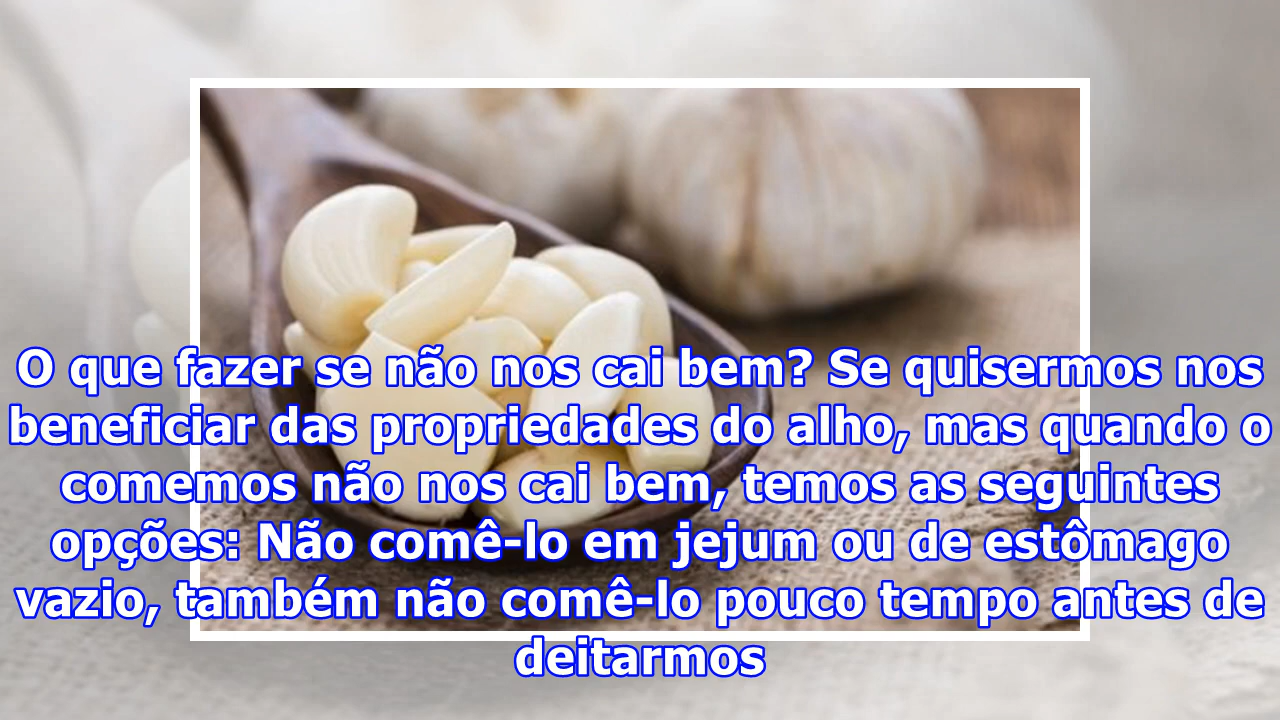 O que fazer se não nos cai bem? Se quisermos nos
beneficiar das propriedades do alho, mas quando o
comemos não nos cai bem, temos as seguintes
opções: Não comê-lo em jejum ou de estômago
vazio, também não comê-lo pouco tempo antes de
deitarmos